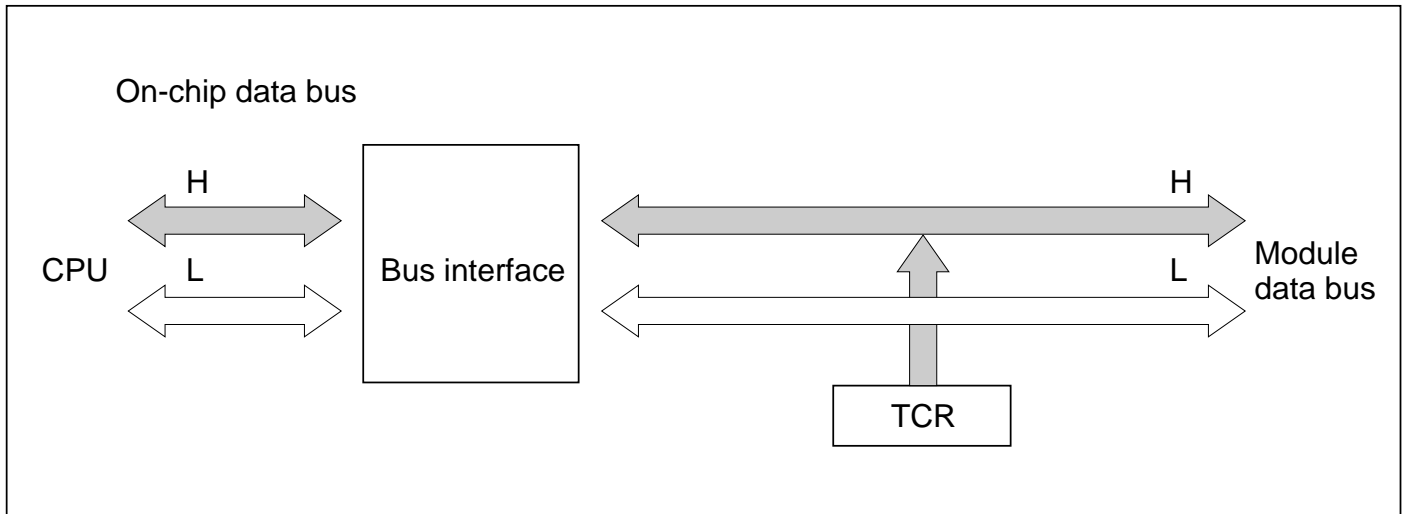 On-chip data bus
H
H
CPU
L
Bus interface
L
Module
data bus
TCR